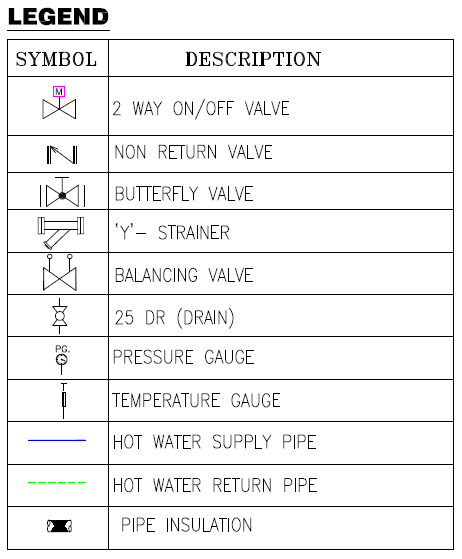 LEGEND
SYMBOL DESCRIPTION
M 2 WAY ON/OFF VALVE
NON RETURN VALVE
BUTTERFLY VALVE
'Y'- STRAINER
BALANCING VALVE
25 DR (DRAIN)
PG. PRESSURE GAUGE
TEMPERATURE GAUGE
HOT WATER SUPPLY PIPE
HOT WATER RETURN PIPE
PIPE INSULATION